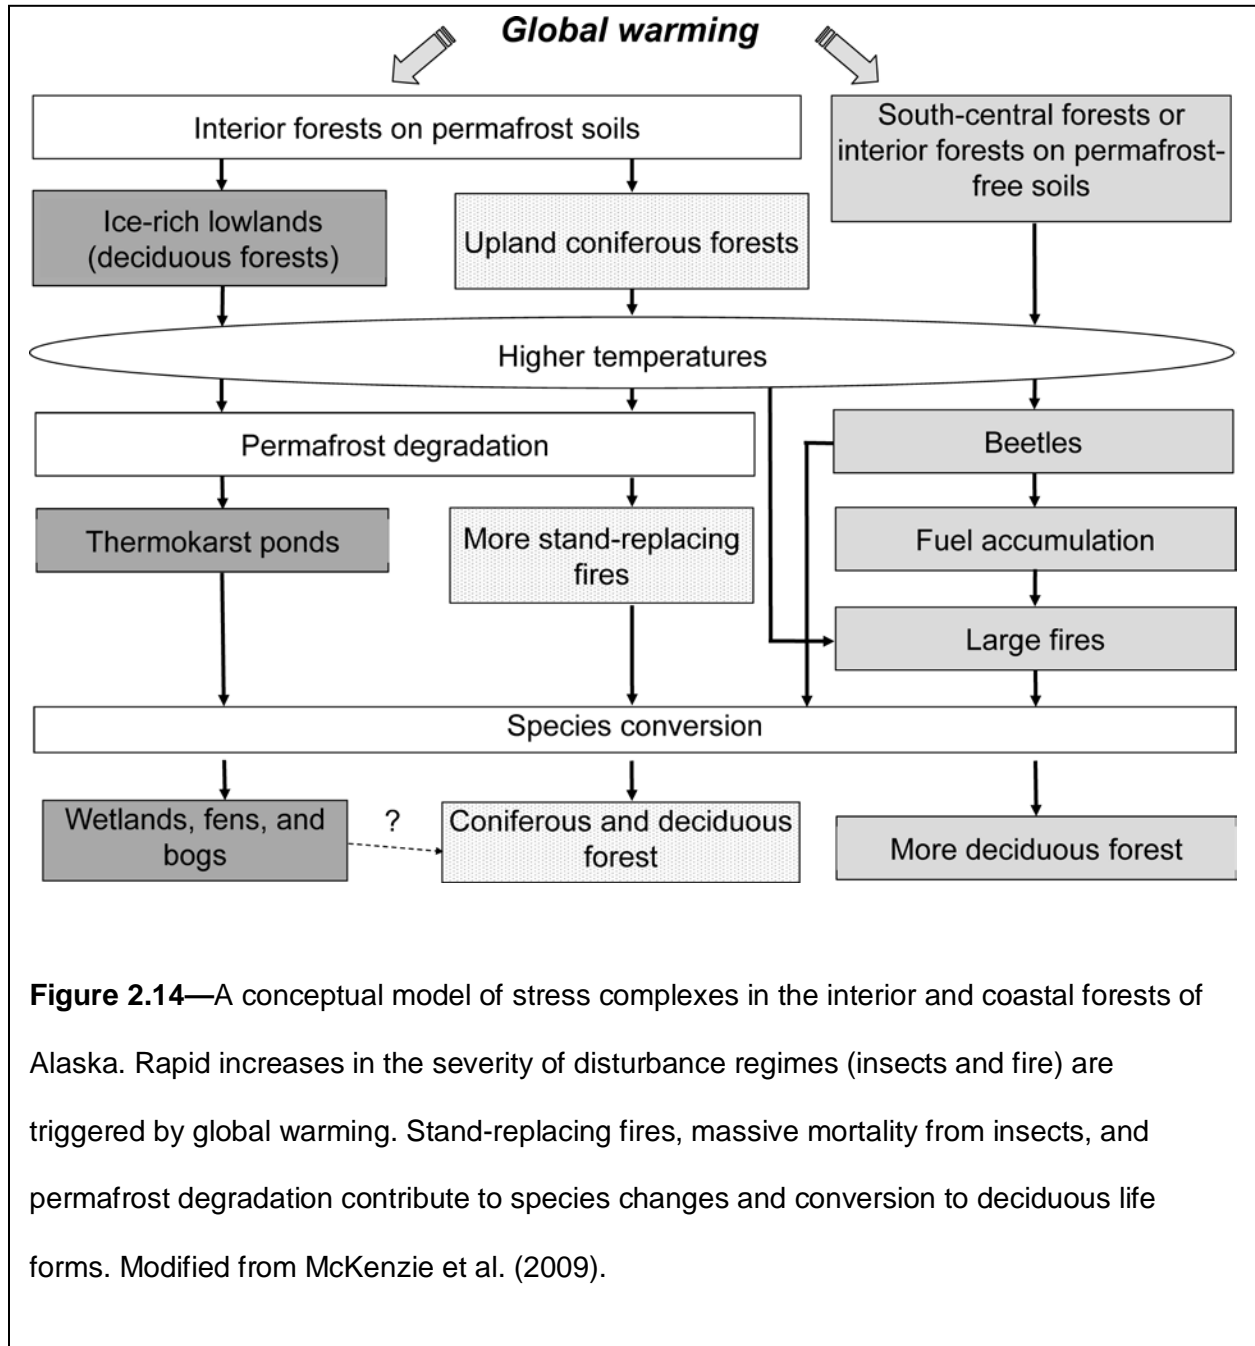 Global warming
Interior forests on permafrost soils
South-central forests or
interior forests on permafrost-
free soils
Ice-rich lowlands
(deciduous forests)
Upland coniferous forests
Higher temperatures
Permafrost degradation
Beetles
Thermokarst ponds
More stand-replacing
fires
Fuel accumulation
Large fires
Species conversion
Wetlands, fens, and
bogs
?
Coniferous and deciduous
forest
More deciduous forest
Figure 2.14—A conceptual model of stress complexes in the interior and coastal forests of
Alaska. Rapid increases in the severity of disturbance regimes (insects and fire) are
triggered by global warming. Stand-replacing fires, massive mortality from insects, and
permafrost degradation contribute to species changes and conversion to deciduous life
forms. Modified from McKenzie et al. (2009).